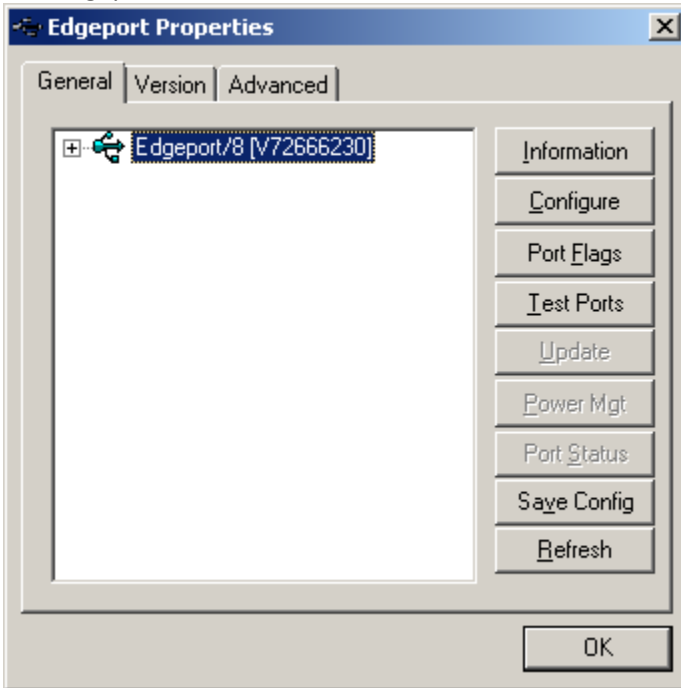 Edgeport Properties
General Version Advanced
Edgeport/8 [V72666230]
Information
Configure
Port Flags
Test Ports
Update
Power Mgt
Port Status
Save Config
Refresh
OK